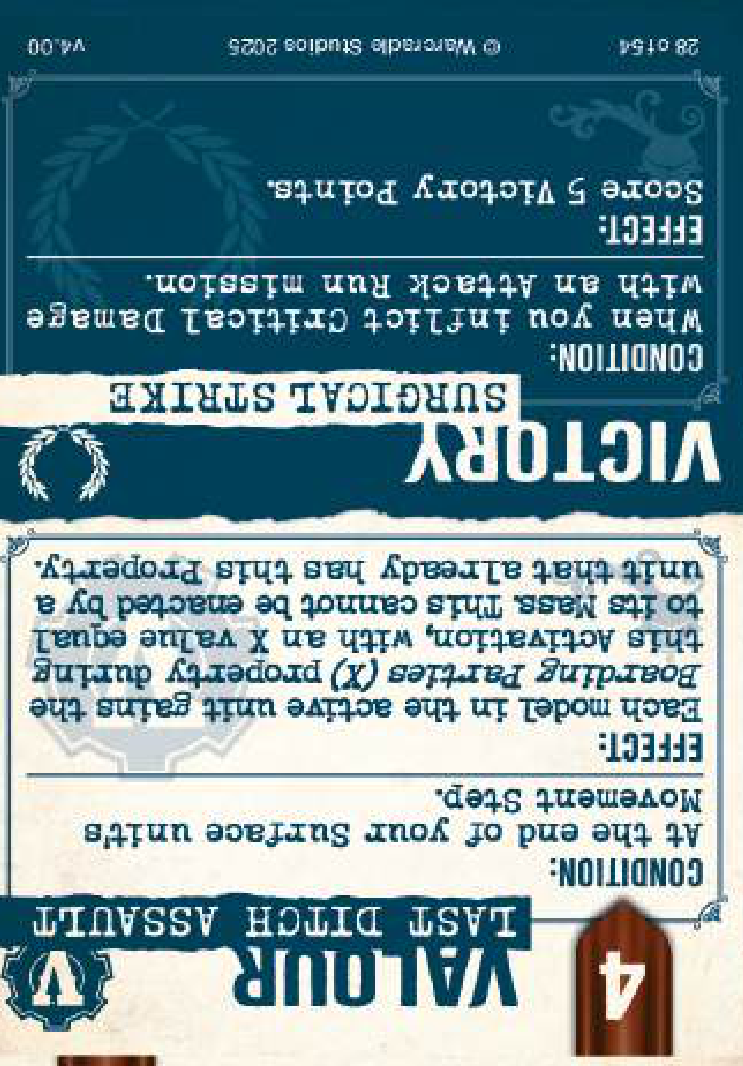 4
VALOUR
V
LAST DITCH ASSAULT
CONDITION:
At the end of your Surface unit's
Movement Step.
EFFECT:
Each model in the active unit gains the
Boarding Parties (X) property during
this Activation, with an X value equal
to its Mass. This cannot be enacted by a
unit that already has this Property.
VICTORY
SURGICAL STRIKE
CONDITION:
When you inflict Critical Damage
with an Attack Run mission.
EFFECT:
Score 5 Victory Points.
28 of 54
© Warcradle Studios 2025
v4.00